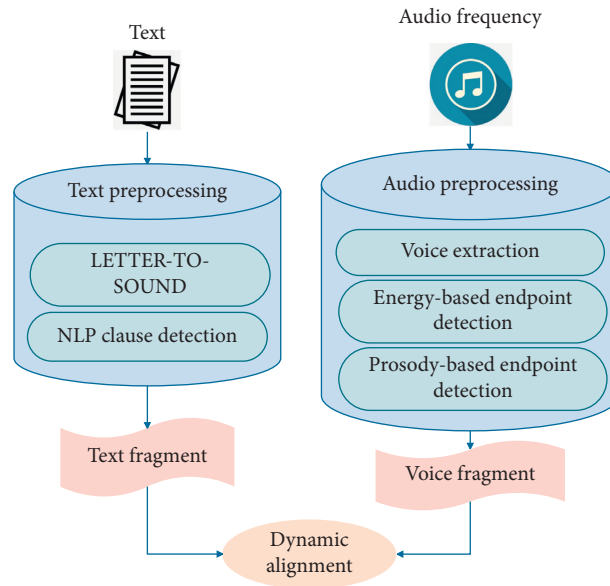 Text
Audio frequency
Text preprocessing
LETTER-TO-
SOUND
NLP clause detection
Audio preprocessing
Voice extraction
Energy-based endpoint
detection
Prosody-based endpoint
detection
Text fragment
Voice fragment
Dynamic
alignment